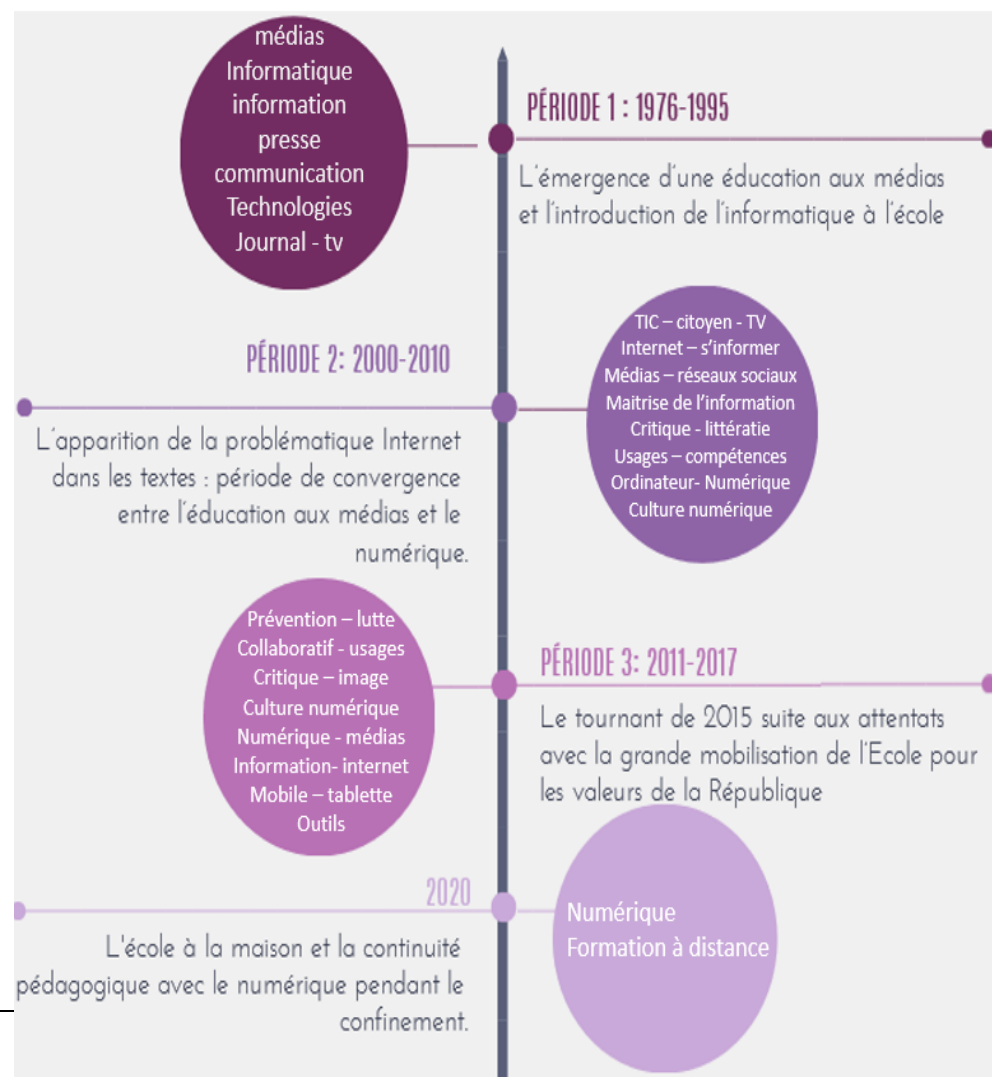 médias
Informatique
information
presse
communication
Technologies
Journal - tv
PÉRIODE 1 : 1976-1995
L'émergence d'une éducation aux médias
et l'introduction de l'informatique à l'école
PÉRIODE 2: 2000-2010
L'apparition de la problématique Internet
dans les textes : période de convergence
entre l'éducation aux médias et le
numérique.
TIC – citoyen - TV
Internet – s'informer
Médias – réseaux sociaux
Maitrise de l'information
Critique - littératie
Usages – compétences
Ordinateur- Numérique
Culture numérique
Prévention – lutte
Collaboratif - usages
Critique – image
Culture numérique
Numérique - médias
Information- internet
Mobile – tablette
Outils
PÉRIODE 3: 2011-2017
Le tournant de 2015 suite aux attentats
avec la grande mobilisation de l'Ecole pour
les valeurs de la République
2020
L'école à la maison et la continuité
pédagogique avec le numérique pendant le
confinement.
Numérique
Formation à distance